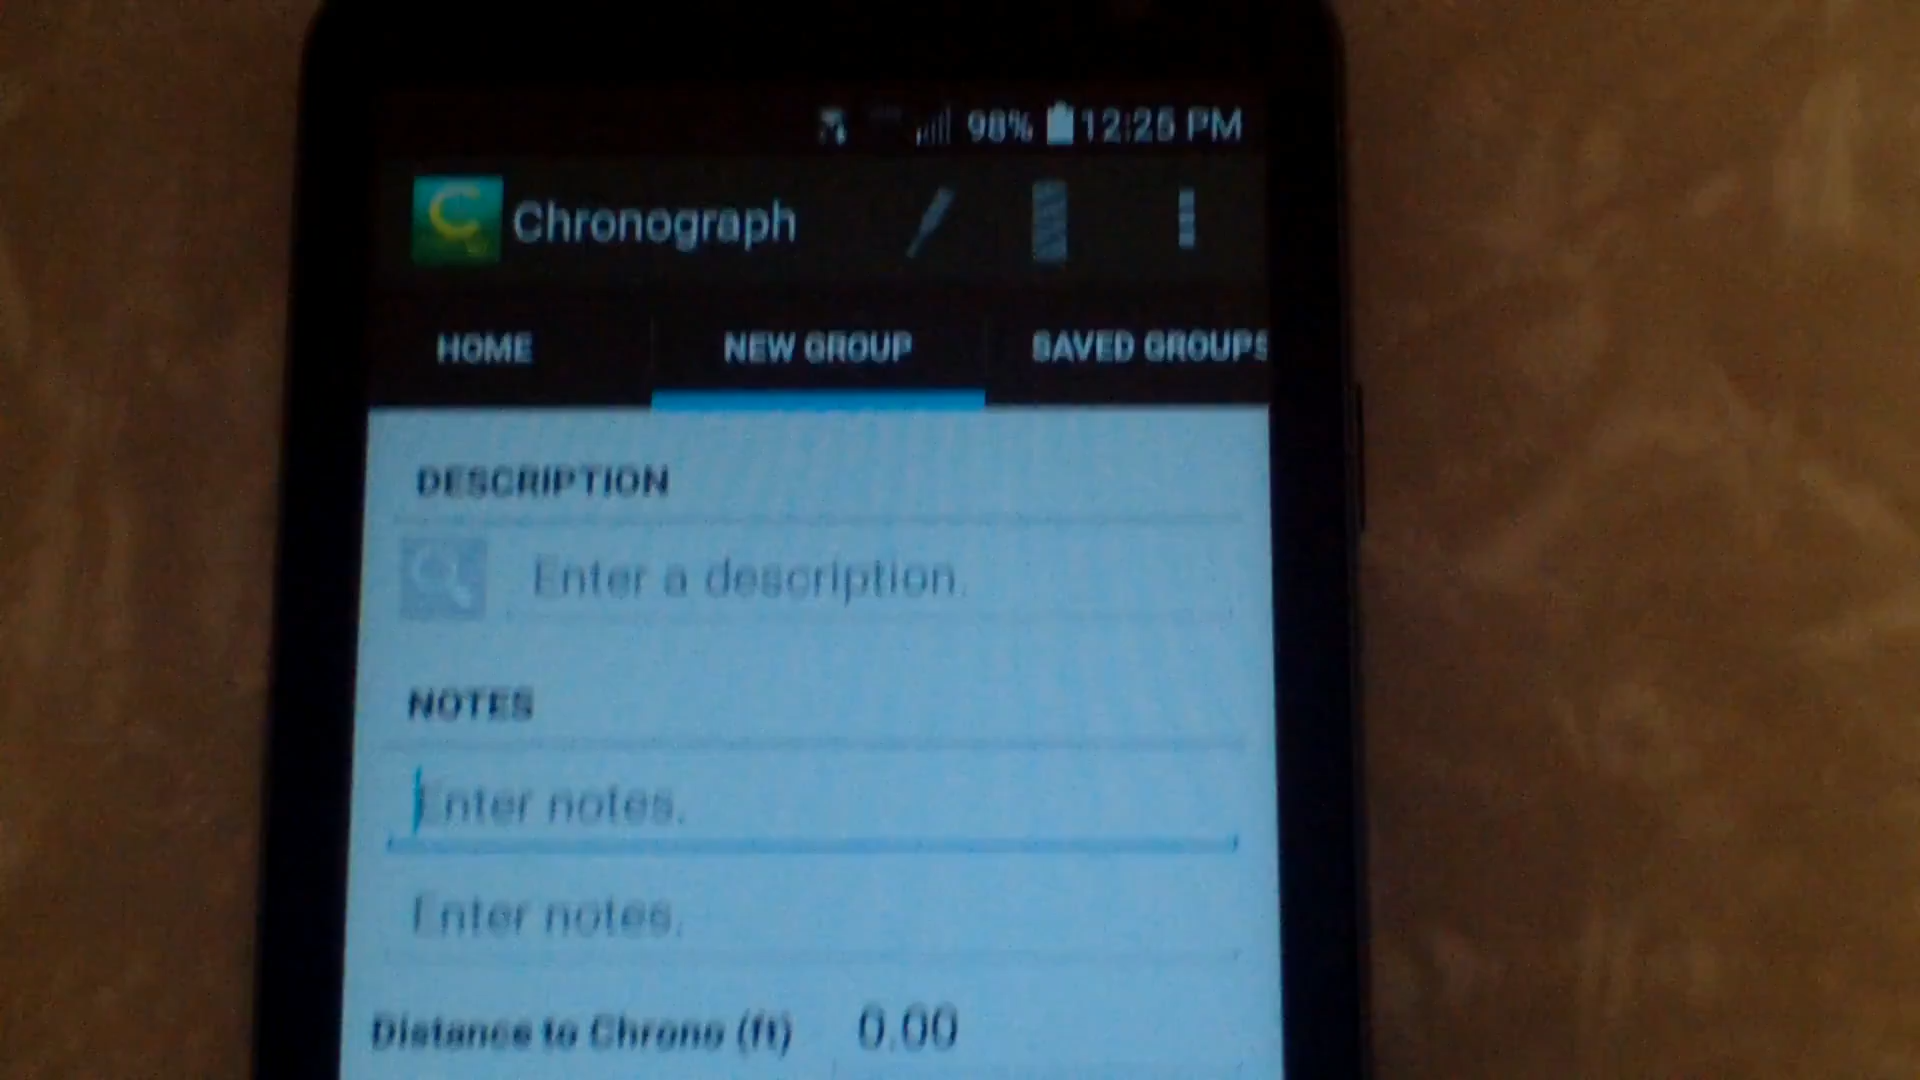 98% 12:25 PM
Chronograph
HOME NEW GROUP SAVED GROUPS
DESCRIPTION
Enter a description.
NOTES
Enter notes.
Enter notes.
Distance to Chrono (ft) 0.00